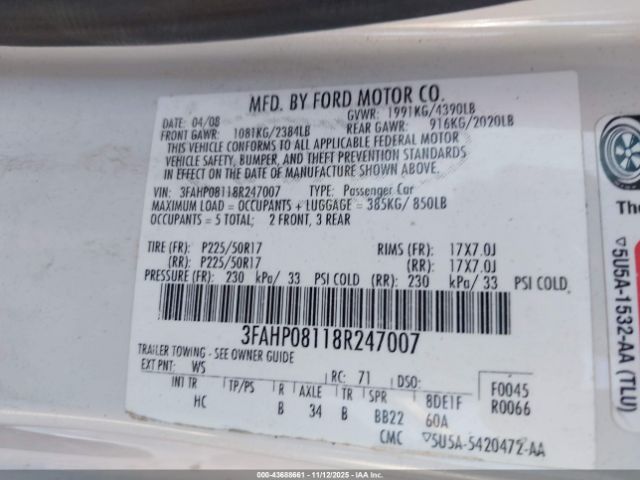 MFD. BY FORD MOTOR CO.
DATE: 04/08 GVWR: 1991KG/4390LB
FRONT GAWR: 1081KG/2384LB REAR GAWR: 916KG/2020LB
THIS VEHICLE CONFORMS TO ALL APPLICABLE FEDERAL MOTOR
VEHICLE SAFETY, BUMPER, AND THEFT PREVENTION STANDARDS
IN EFFECT ON THE DATE OF MANUFACTURE SHOWN ABOVE.
VIN: 3FAHP08118R247007 TYPE: Passenger Car
MAXIMUM LOAD = OCCUPANTS + LUGGAGE = 385KG/ 850LB
OCCUPANTS = 5 TOTAL; 2 FRONT, 3 REAR
TIRE (FR): P225/50R17 RIMS (FR): 17X7.0J
(RR): P225/50R17 (RR): 17X7.0J
PRESSURE (FR): 230 kPa/ 33 PSI COLD (RR): 230 kPa/ 33 PSI COLD
3FAHP08118R247007
TRAILER TOWING - SEE OWNER GUIDE
EXT PNT: WS RC: 71 DSO: F0045
INT TR TP/PS R AXLE TR SPR 8DE1F R0066
HC B 34 B BB22 60A
CMC ▽5U5A-5420472-AA
The
▽5U5A-1532-AA (TLU)
000-43688661 - 11/12/2025 - IAAI Inc.